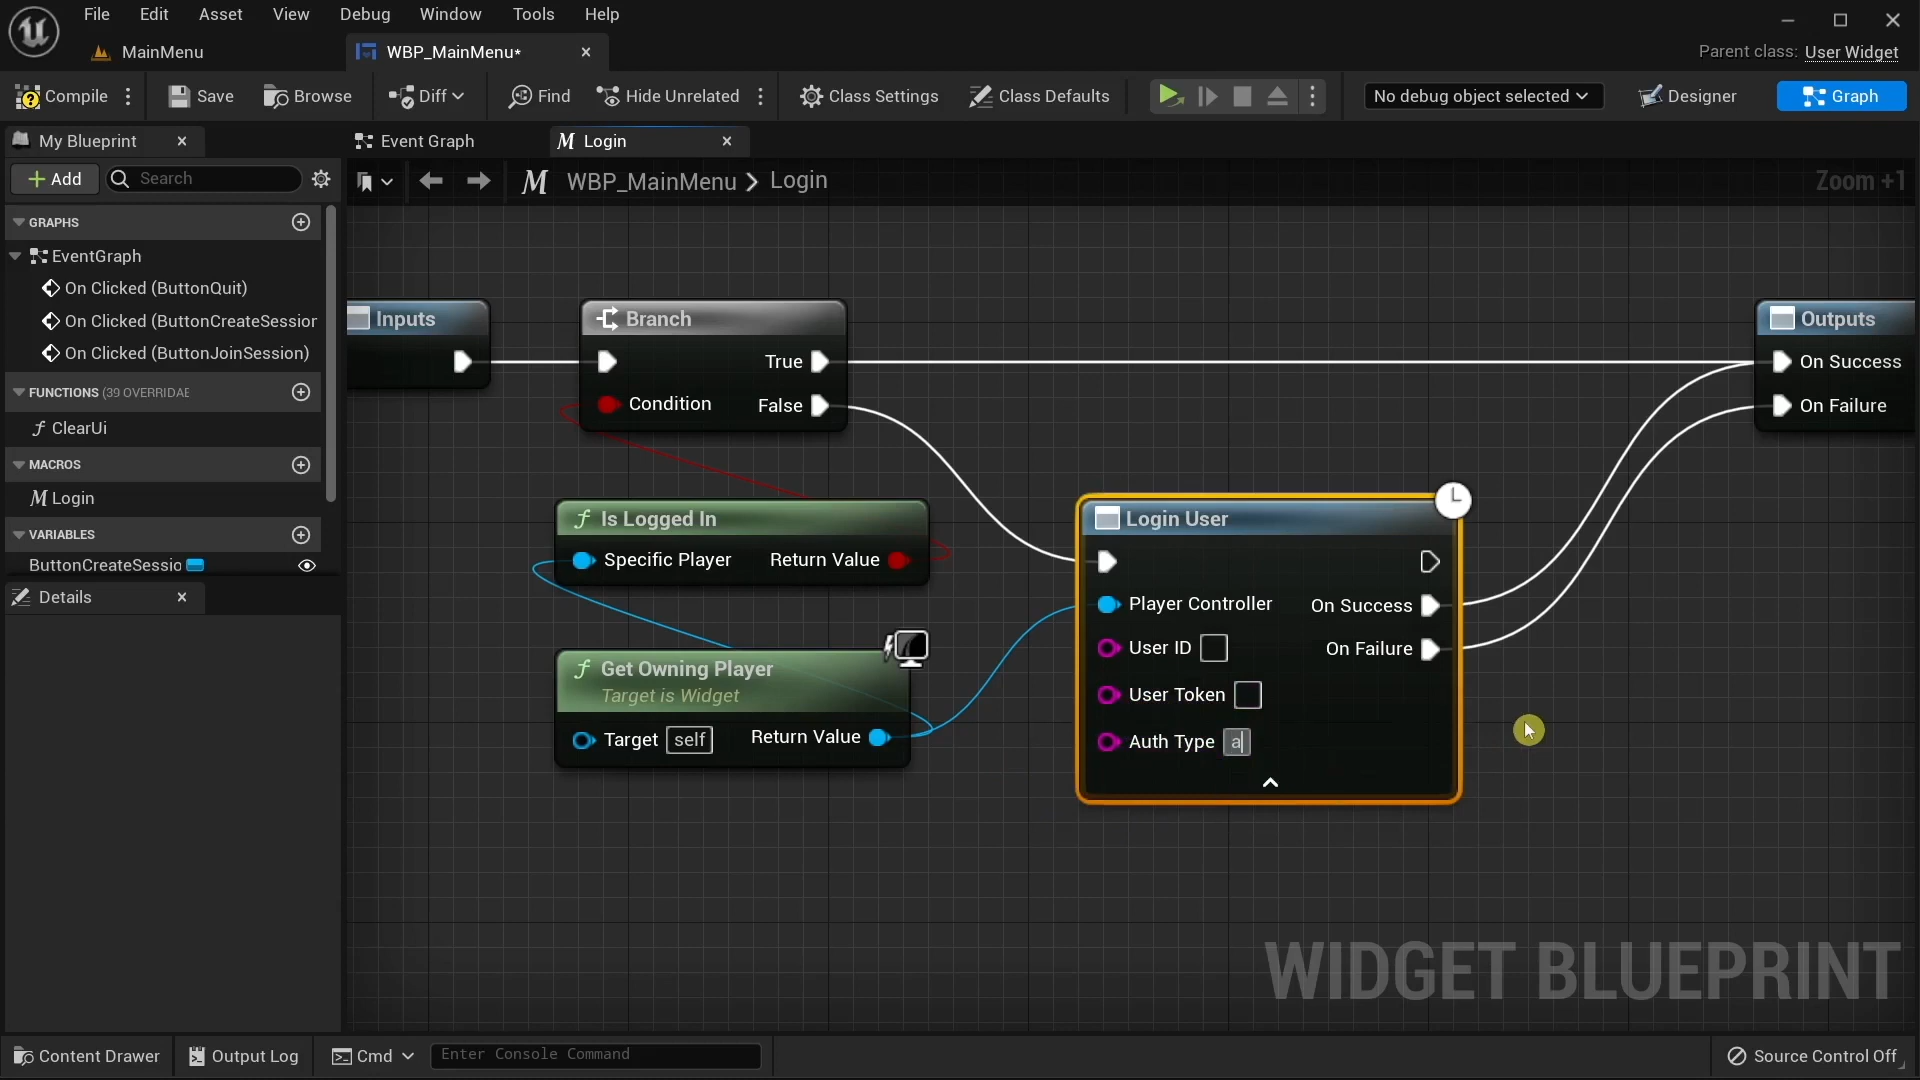 File Edit Asset View Debug Window Tools Help
MainMenu
WBP_MainMenu*
Parent class: User Widget
Compile
Save
Browse
Diff
Find
Hide Unrelated
Class Settings
Class Defaults
No debug object selected
Designer
Graph
My Blueprint
Event Graph
Login
Add
Search
WBP_MainMenu > Login
Zoom +1
GRAPHS
EventGraph
On Clicked (ButtonQuit)
On Clicked (ButtonCreateSession
On Clicked (ButtonJoinSession)
FUNCTIONS (39 OVERRIDAE
ClearUi
MACROS
Login
VARIABLES
ButtonCreateSessio
Details
Inputs
Branch
True
Condition
False
Outputs
On Success
On Failure
Is Logged In
Specific Player
Return Value
Get Owning Player
Target is Widget
Target self
Return Value
Login User
Player Controller
On Success
User ID
On Failure
User Token
Auth Type a
WIDGET BLUEPRINT
Content Drawer
Output Log
Cmd
Enter Console Command
Source Control Off